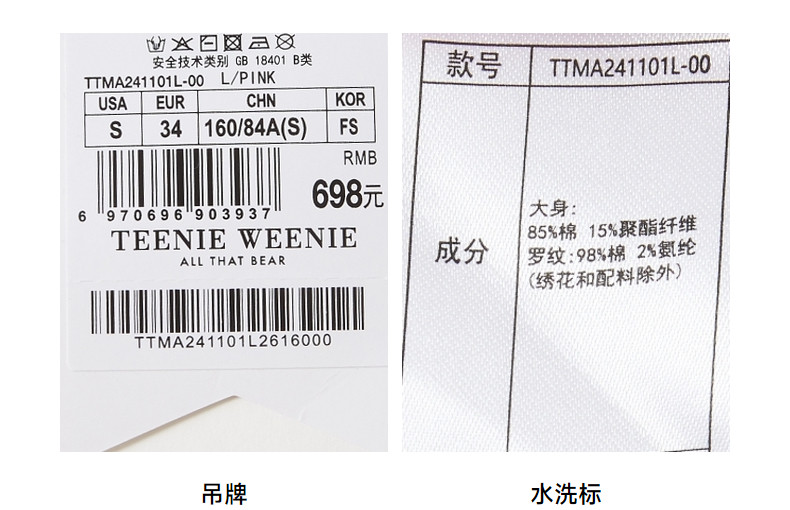 安全技术类别 GB 18401 B类
TTMA241101L-00 L/PINK
USA EUR CHN KOR
S 34 160/84A(S) FS
RMB
698元
6 970696 903937
TEENIE WEENIE
ALL THAT BEAR
TTMA241101L2616000
吊牌
款号 TTMA241101L-00
成分
大身:
85%棉 15%聚酯纤维
罗纹:98%棉 2%氨纶
(绣花和配料除外)
水洗标